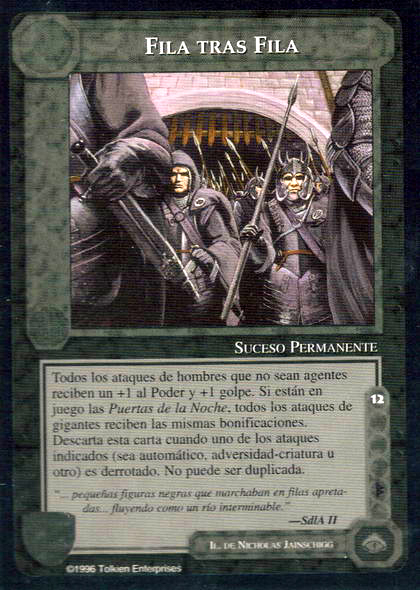 FILA TRAS FILA
SUCESO PERMANENTE
Todos los ataques de hombres que no sean agentes
reciben un +1 al Poder y +1 golpe. Si están en
juego las Puertas de la Noche, todos los ataques de
gigantes reciben las mismas bonificaciones.
Descarta esta carta cuando uno de los ataques
indicados (sea automático, adversidad-criatura u
otro) es derrotado. No puede ser duplicada.
12
"... pequeñas figuras negras que marchaban en filas apreta-
das... fluyendo como un río interminable."
—SdlA II
IL. DE NICHOLAS JAINSCHIGG
©1996 Tolkien Enterprises